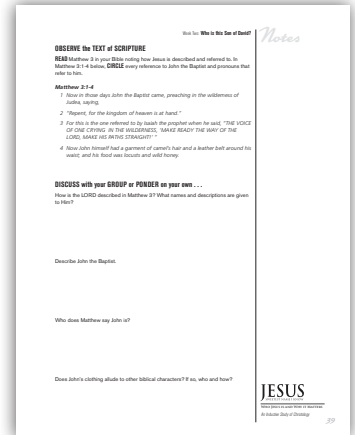 Week Two: Who is this Son of David?
Notes
OBSERVE the TEXT of SCRIPTURE
READ Matthew 3 in your Bible noting how Jesus is described and referred to. In
Matthew 3:1-4 below, CIRCLE every reference to John the Baptist and pronouns that
refer to him.
Matthew 3:1-4
1 Now in those days John the Baptist came, preaching in the wilderness of
Judea, saying,
2 "Repent, for the kingdom of heaven is at hand."
3 For this is the one referred to by Isaiah the prophet when he said, "THE VOICE
OF ONE CRYING IN THE WILDERNESS, 'MAKE READY THE WAY OF THE
LORD, MAKE HIS PATHS STRAIGHT!' "
4 Now John himself had a garment of camel's hair and a leather belt around his
waist; and his food was locusts and wild honey.
DISCUSS with your GROUP or PONDER on your own . . .
How is the LORD described in Matthew 3? What names and descriptions are given
to Him?
Describe John the Baptist.
Who does Matthew say John is?
Does John's clothing allude to other biblical characters? If so, who and how?
JESUS
An Inductive Study of Christology
39